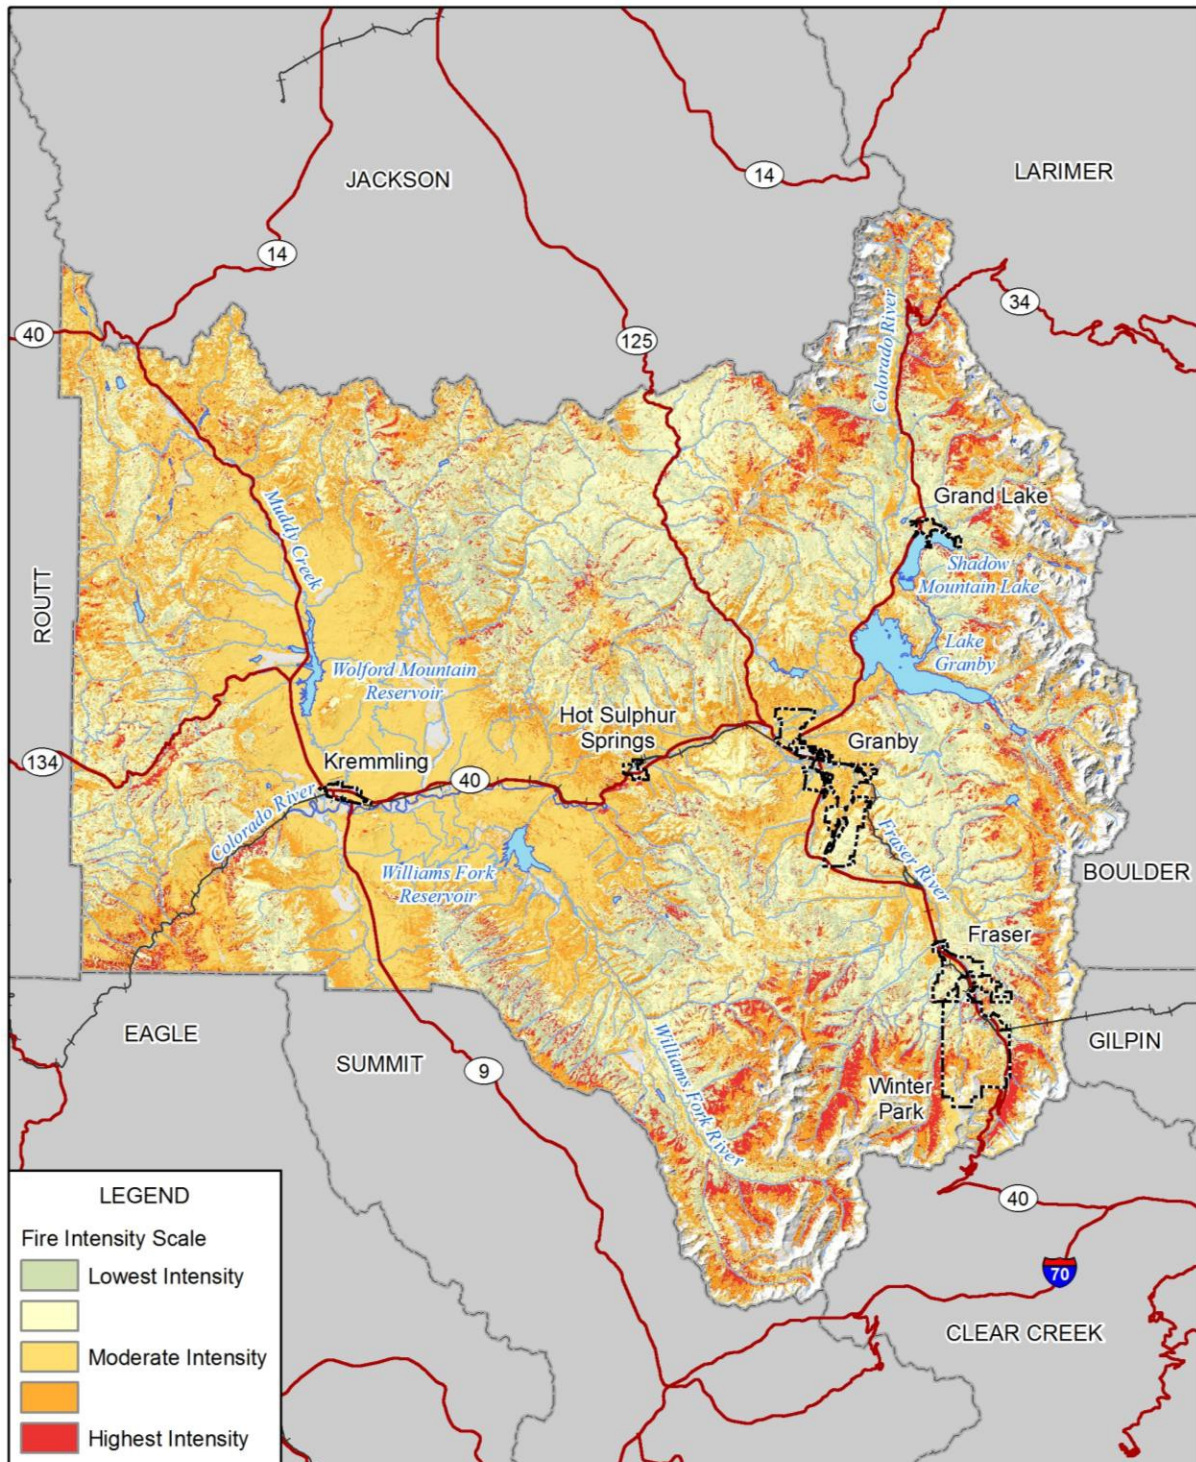 JACKSON
LARIMER
14
14
34
40
125
Colorado River
Muddy Creek
Grand Lake
Shadow
Mountain Lake
ROUTT
Lake
Granby
Wolford Mountain
Reservoir
Hot Sulphur
Springs
Granby
134
Kremmling
40
Colorado River
Fraser River
Williams Fork
Reservoir
BOULDER
Fraser
EAGLE
SUMMIT
9
Williams Fork River
GILPIN
Winter
Park
40
70
CLEAR CREEK
LEGEND
Fire Intensity Scale
Lowest Intensity
Moderate Intensity
Highest Intensity